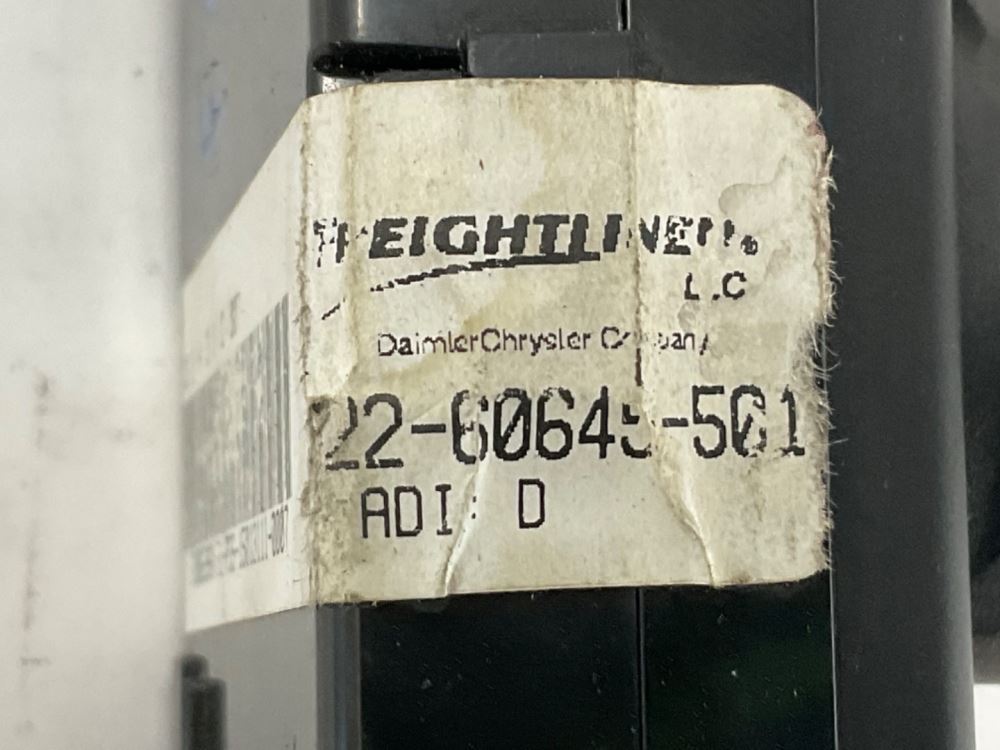 FREIGHTLINER®
LLC
DaimlerChrysler Company
22-60645-501
ADI: D